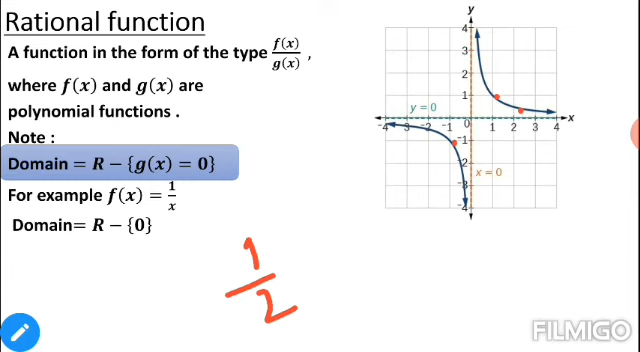 Rational function
A function in the form of the type f(x)/g(x) ,
where f(x) and g(x) are
polynomial functions .
Note :
Domain = R − {g(x) = 0}
For example f(x) = 1/x
Domain= R − {0}
1/2
y
4
3
2
1
y = 0
-4 -3 -2 -1 0 1 2 3 4 x
-1
-2
x = 0
-3
-4
FILMIGO